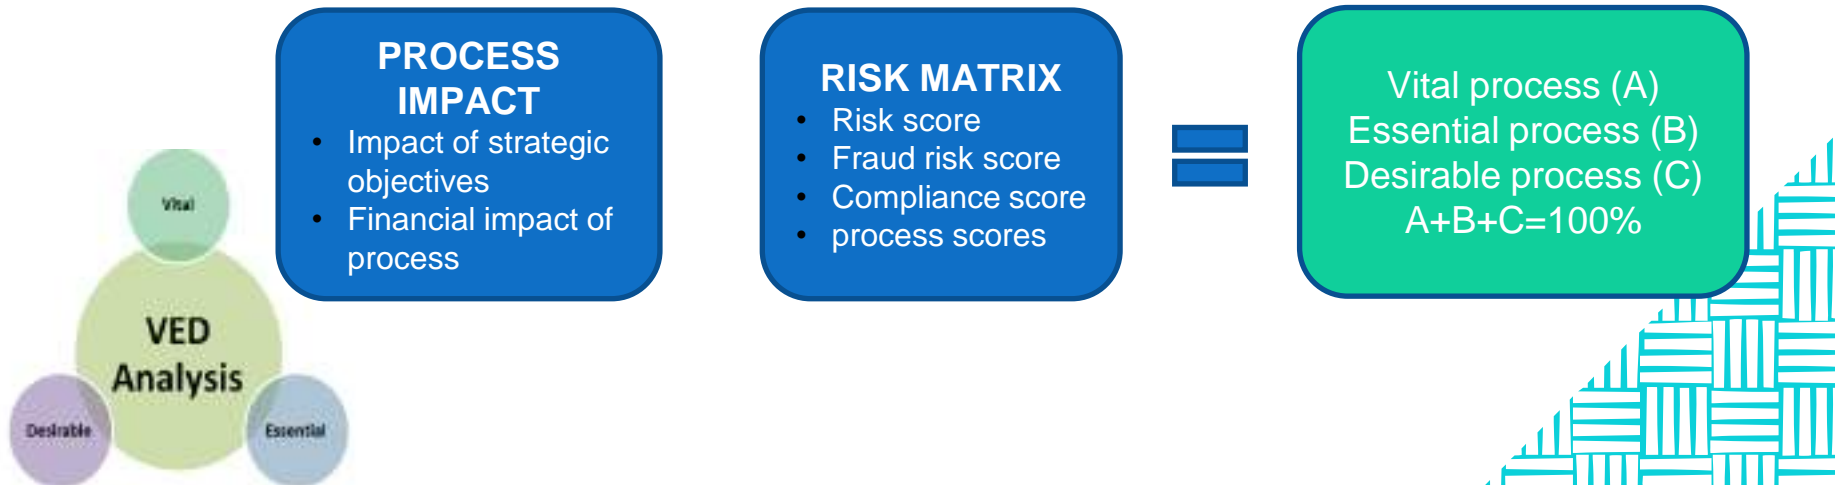 PROCESS
IMPACT
• Impact of strategic
objectives
• Financial impact of
process
RISK MATRIX
• Risk score
• Fraud risk score
• Compliance score
• process scores
=
Vital process (A)
Essential process (B)
Desirable process (C)
A+B+C=100%
Vital
VED
Analysis
Desirable
Essential